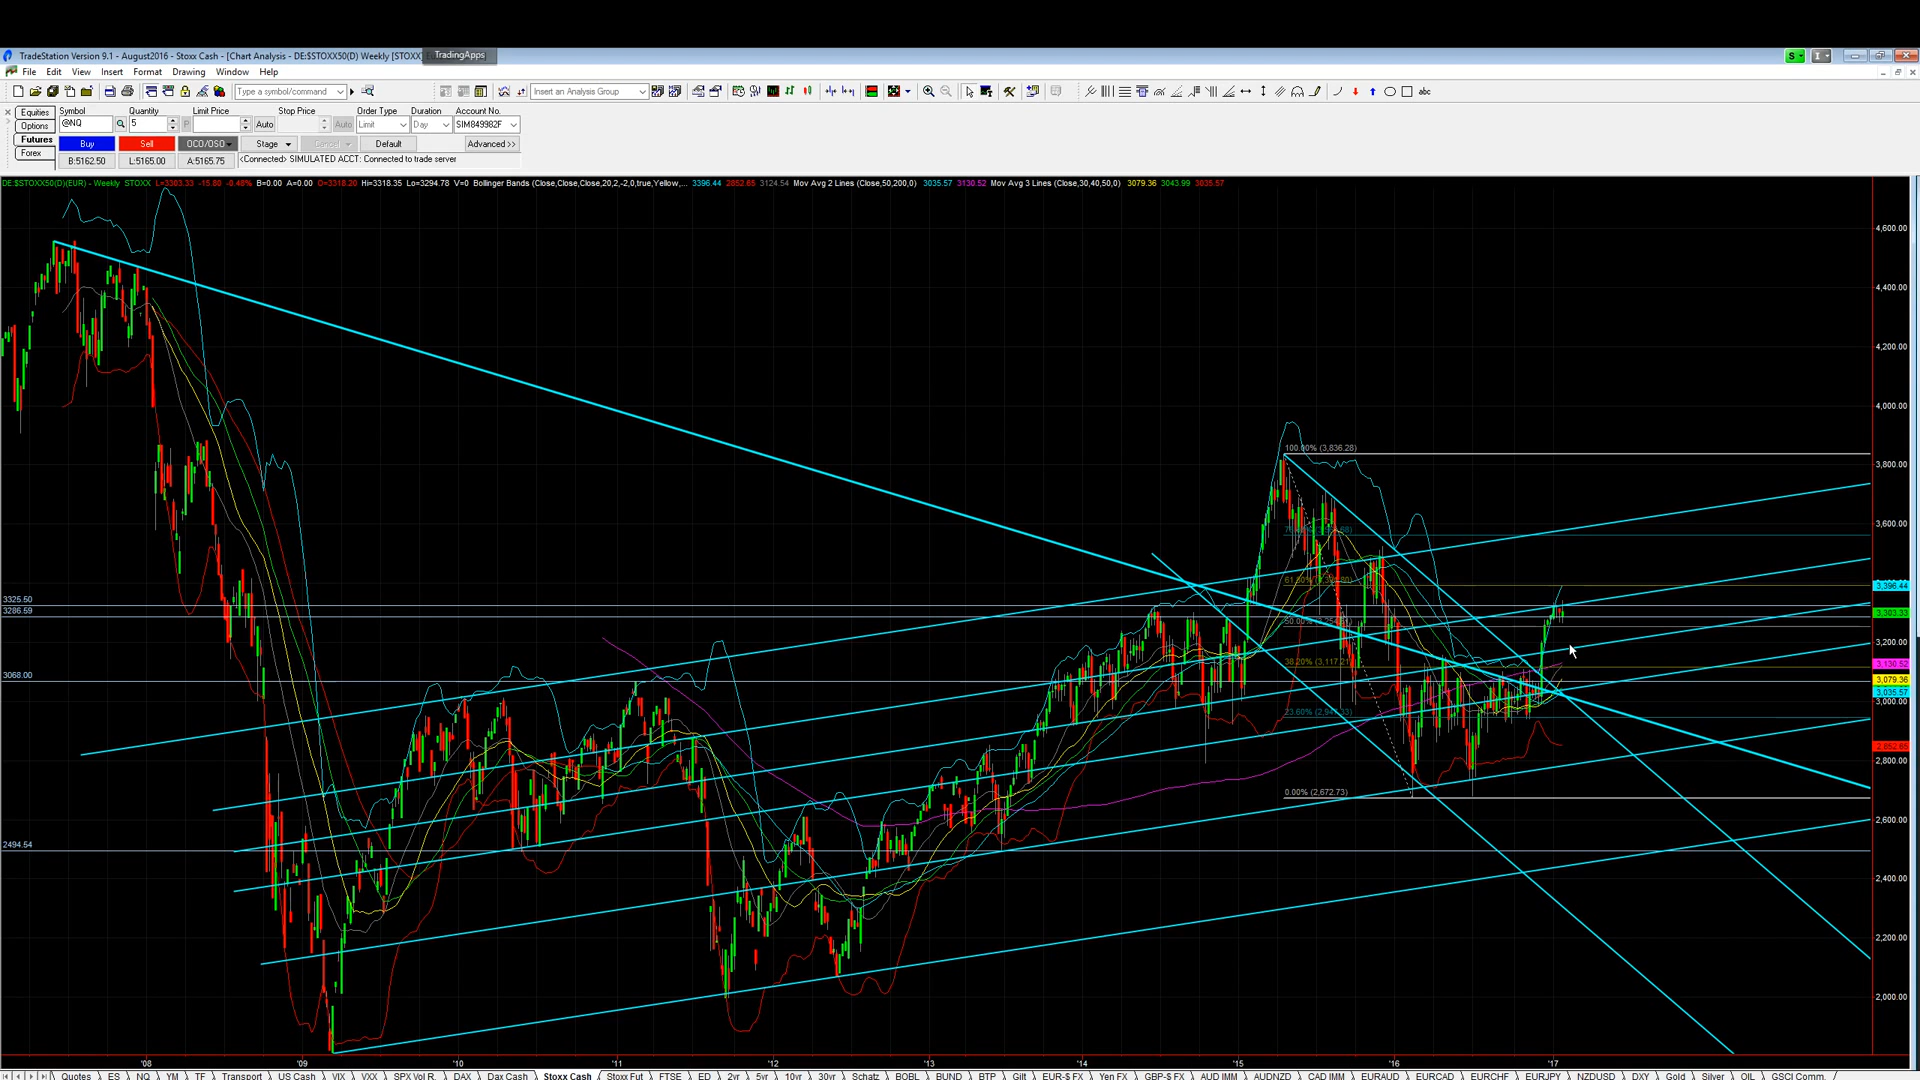 TradeStation Version 9.1 - August2016 - Stoxx Cash - [Chart Analysis - DE:$STOXX50(D) Weekly [STOXX] TradingApps
File Edit View Insert Format Drawing Window Help
Type a symbol/command Insert an Analysis Group abc
Equities Symbol Quantity Limit Price Stop Price Order Type Duration Account No.
Options @NQ 5 Auto Auto Limit Day SIM849982F
Futures Buy Sell OCO/OSO Stage Cancel Default Advanced >>
Forex B:5162.50 L:5165.00 A:5165.75 <Connected> SIMULATED ACCT: Connected to trade server
DE:$STOXX50(D)(EUR) - Weekly STOXX L=3303.33 -15.80 -0.48% B=0.00 A=0.00 O=3318.20 Hi=3318.35 Lo=3294.78 V=0 Bollinger Bands (Close,Close,Close,20,2,-2,0,true,Yellow,... 3396.44 2852.65 3124.54 Mov Avg 2 Lines (Close,50,200,0) 3035.57 3130.52 Mov Avg 3 Lines (Close,30,40,50,0) 3079.36 3043.99 3035.57
4,600.00
4,400.00
4,200.00
4,000.00
100.00% (3,836.28)
3,800.00
3,600.00
3,396.44
3325.50
3286.59
3,303.33
3,200.00
38.20% (3,117.21)
3,130.52
3068.00
3,079.36
3,035.57
3,000.00
23.60%
2,852.65
2,800.00
0.00% (2,672.73)
2,600.00
2494.54
2,400.00
2,200.00
2,000.00
'08 '09 '10 '11 '12 '13 '14 '15 '16 '17
Quotes ES NQ YM TF Transport US Cash VIX VXX SPX Vol R. DAX Dax Cash Stoxx Cash Stoxx Fut FTSE ED 2yr 5yr 10yr 30yr Schatz BOBL BUND BTP Gilt EUR-$ FX Yen FX GBP-$ FX AUD IMM AUDNZD CAD IMM EURAUD EURCAD EURCHF EURJPY NZDUSD DXY Gold Silver OIL GSCI Comm.